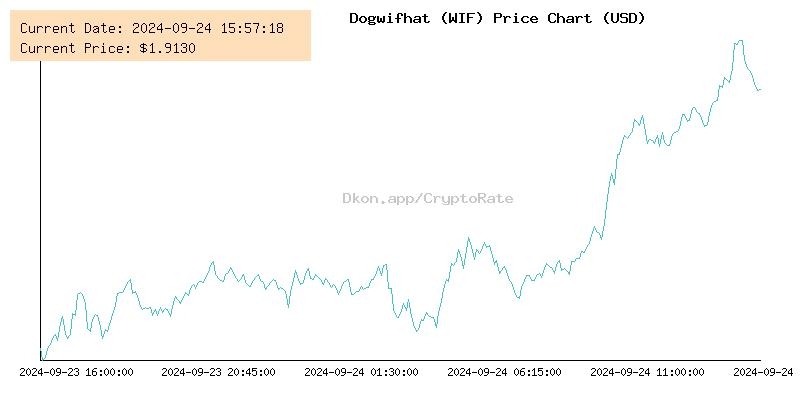 Dogwifhat (WIF) Price Chart (USD)
Current Date: 2024-09-24 15:57:18
Current Price: $1.9130
Dkon.app/CryptoRate
2024-09-23 16:00:00 2024-09-23 20:45:00 2024-09-24 01:30:00 2024-09-24 06:15:00 2024-09-24 11:00:00 2024-09-24